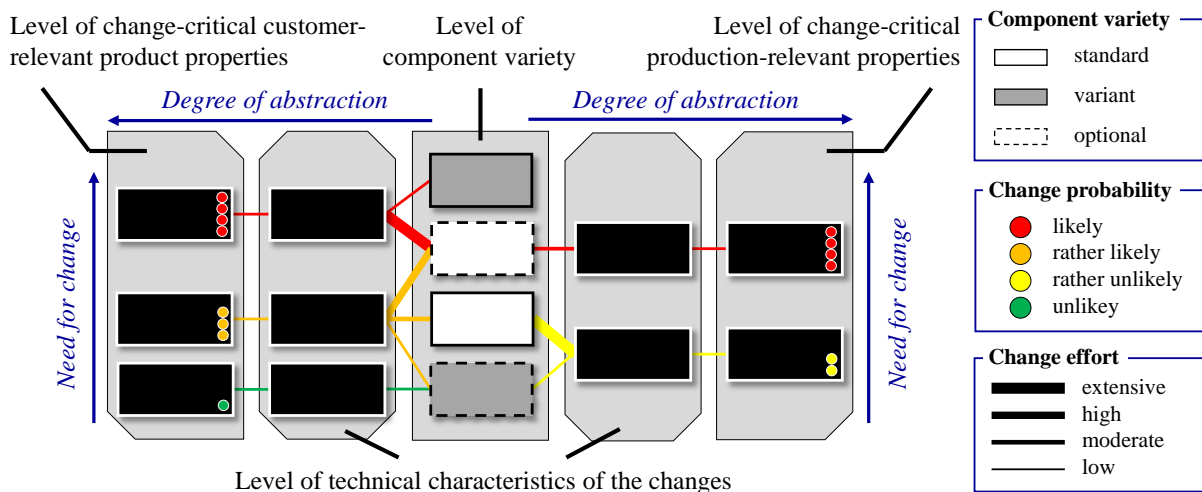 Level of change-critical customer-
relevant product properties
Level of
component variety
Level of change-critical
production-relevant properties
Degree of abstraction
Degree of abstraction
Need for change
Need for change
Level of technical characteristics of the changes
Component variety
standard
variant
optional
Change probability
likely
rather likely
rather unlikely
unlikey
Change effort
extensive
high
moderate
low